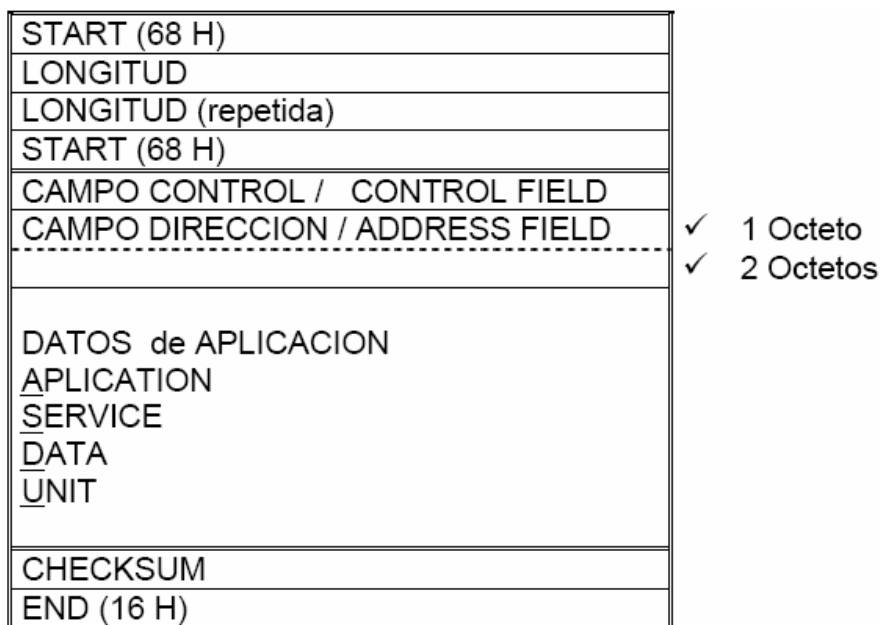 START (68 H)
LONGITUD
LONGITUD (repetida)
START (68 H)
CAMPO CONTROL / CONTROL FIELD
CAMPO DIRECCION / ADDRESS FIELD ✓ 1 Octeto
✓ 2 Octetos
DATOS de APLICACION
APLICATION
SERVICE
DATA
UNIT
CHECKSUM
END (16 H)